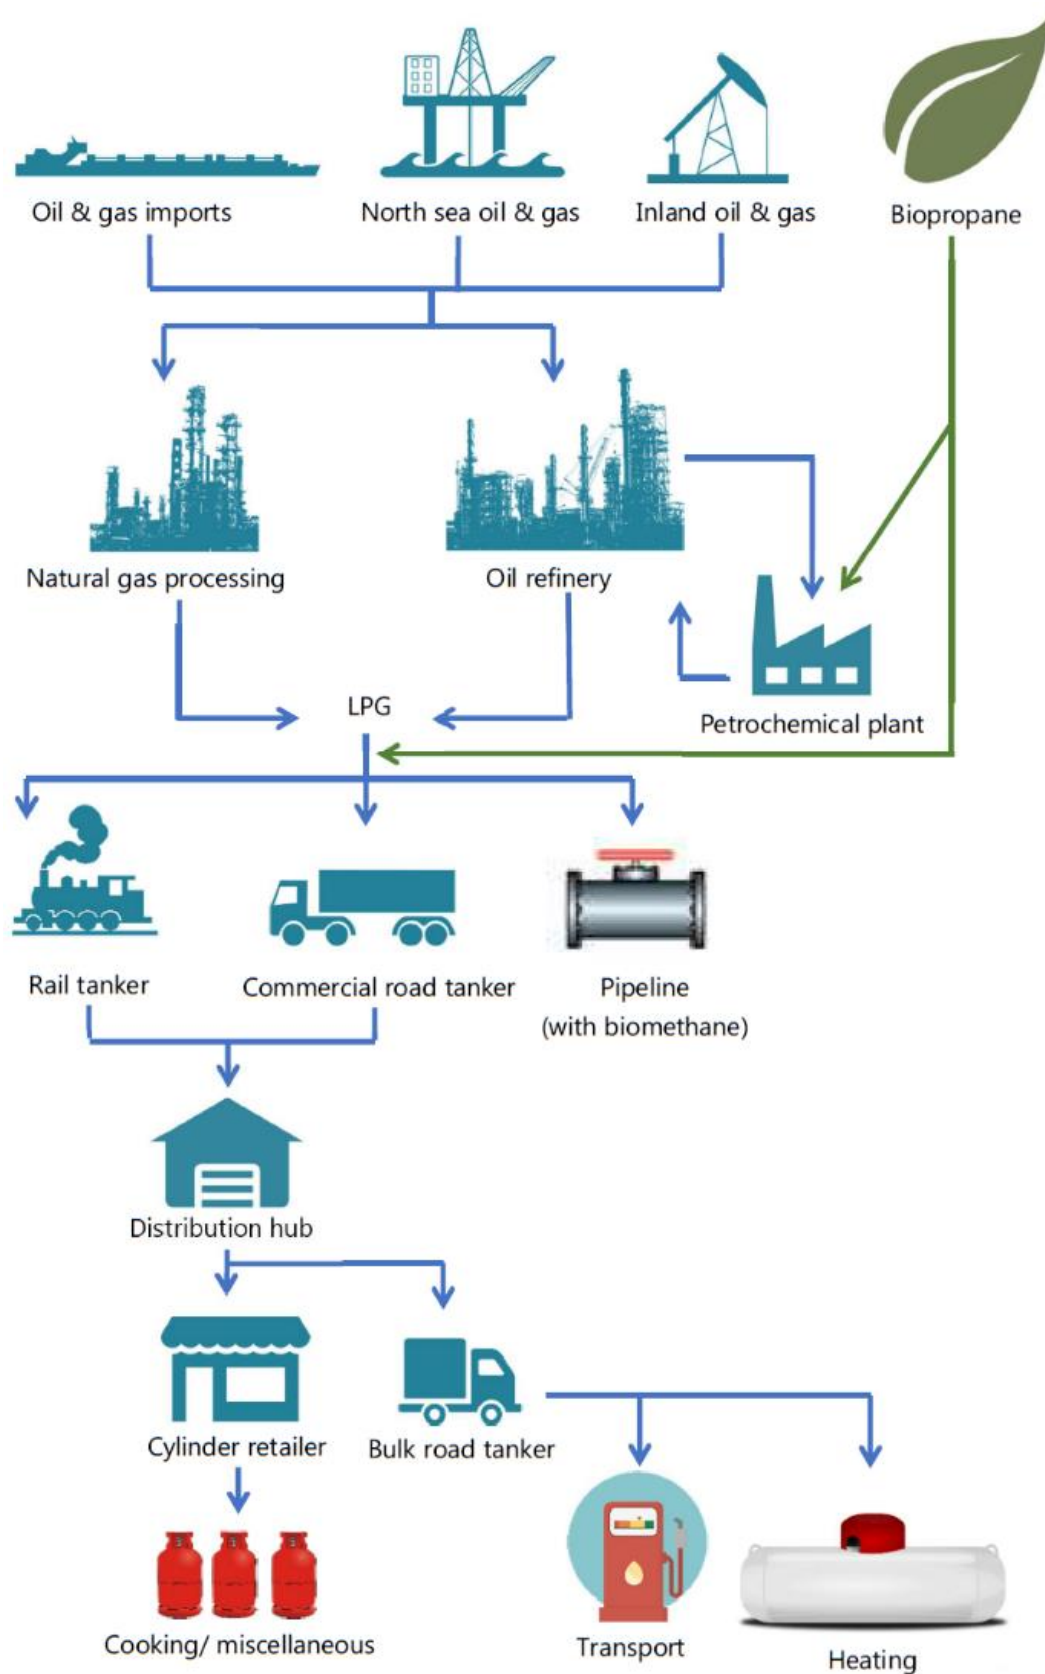 Oil & gas imports
North sea oil & gas
Inland oil & gas
Biopropane
Natural gas processing
Oil refinery
LPG
Petrochemical plant
Rail tanker
Commercial road tanker
Pipeline
(with biomethane)
Distribution hub
Cylinder retailer
Bulk road tanker
Cooking/ miscellaneous
Transport
Heating